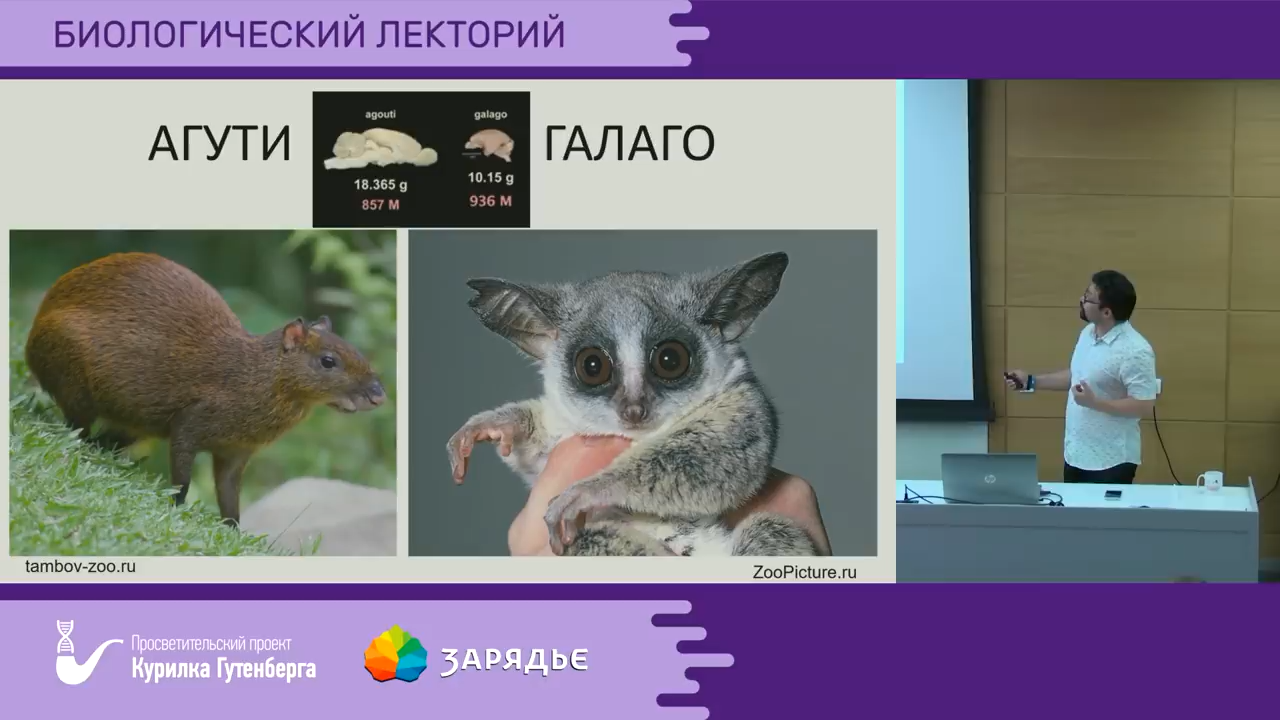 БИОЛОГИЧЕСКИЙ ЛЕКТОРИЙ
АГУТИ
agouti
galago
18.365 g
10.15 g
857 M
936 M
ГАЛАГО
tambov-zoo.ru
ZooPicture.ru
Просветительский проект
Курилка Гутенберга
ЗАРЯДЬЕ
hp